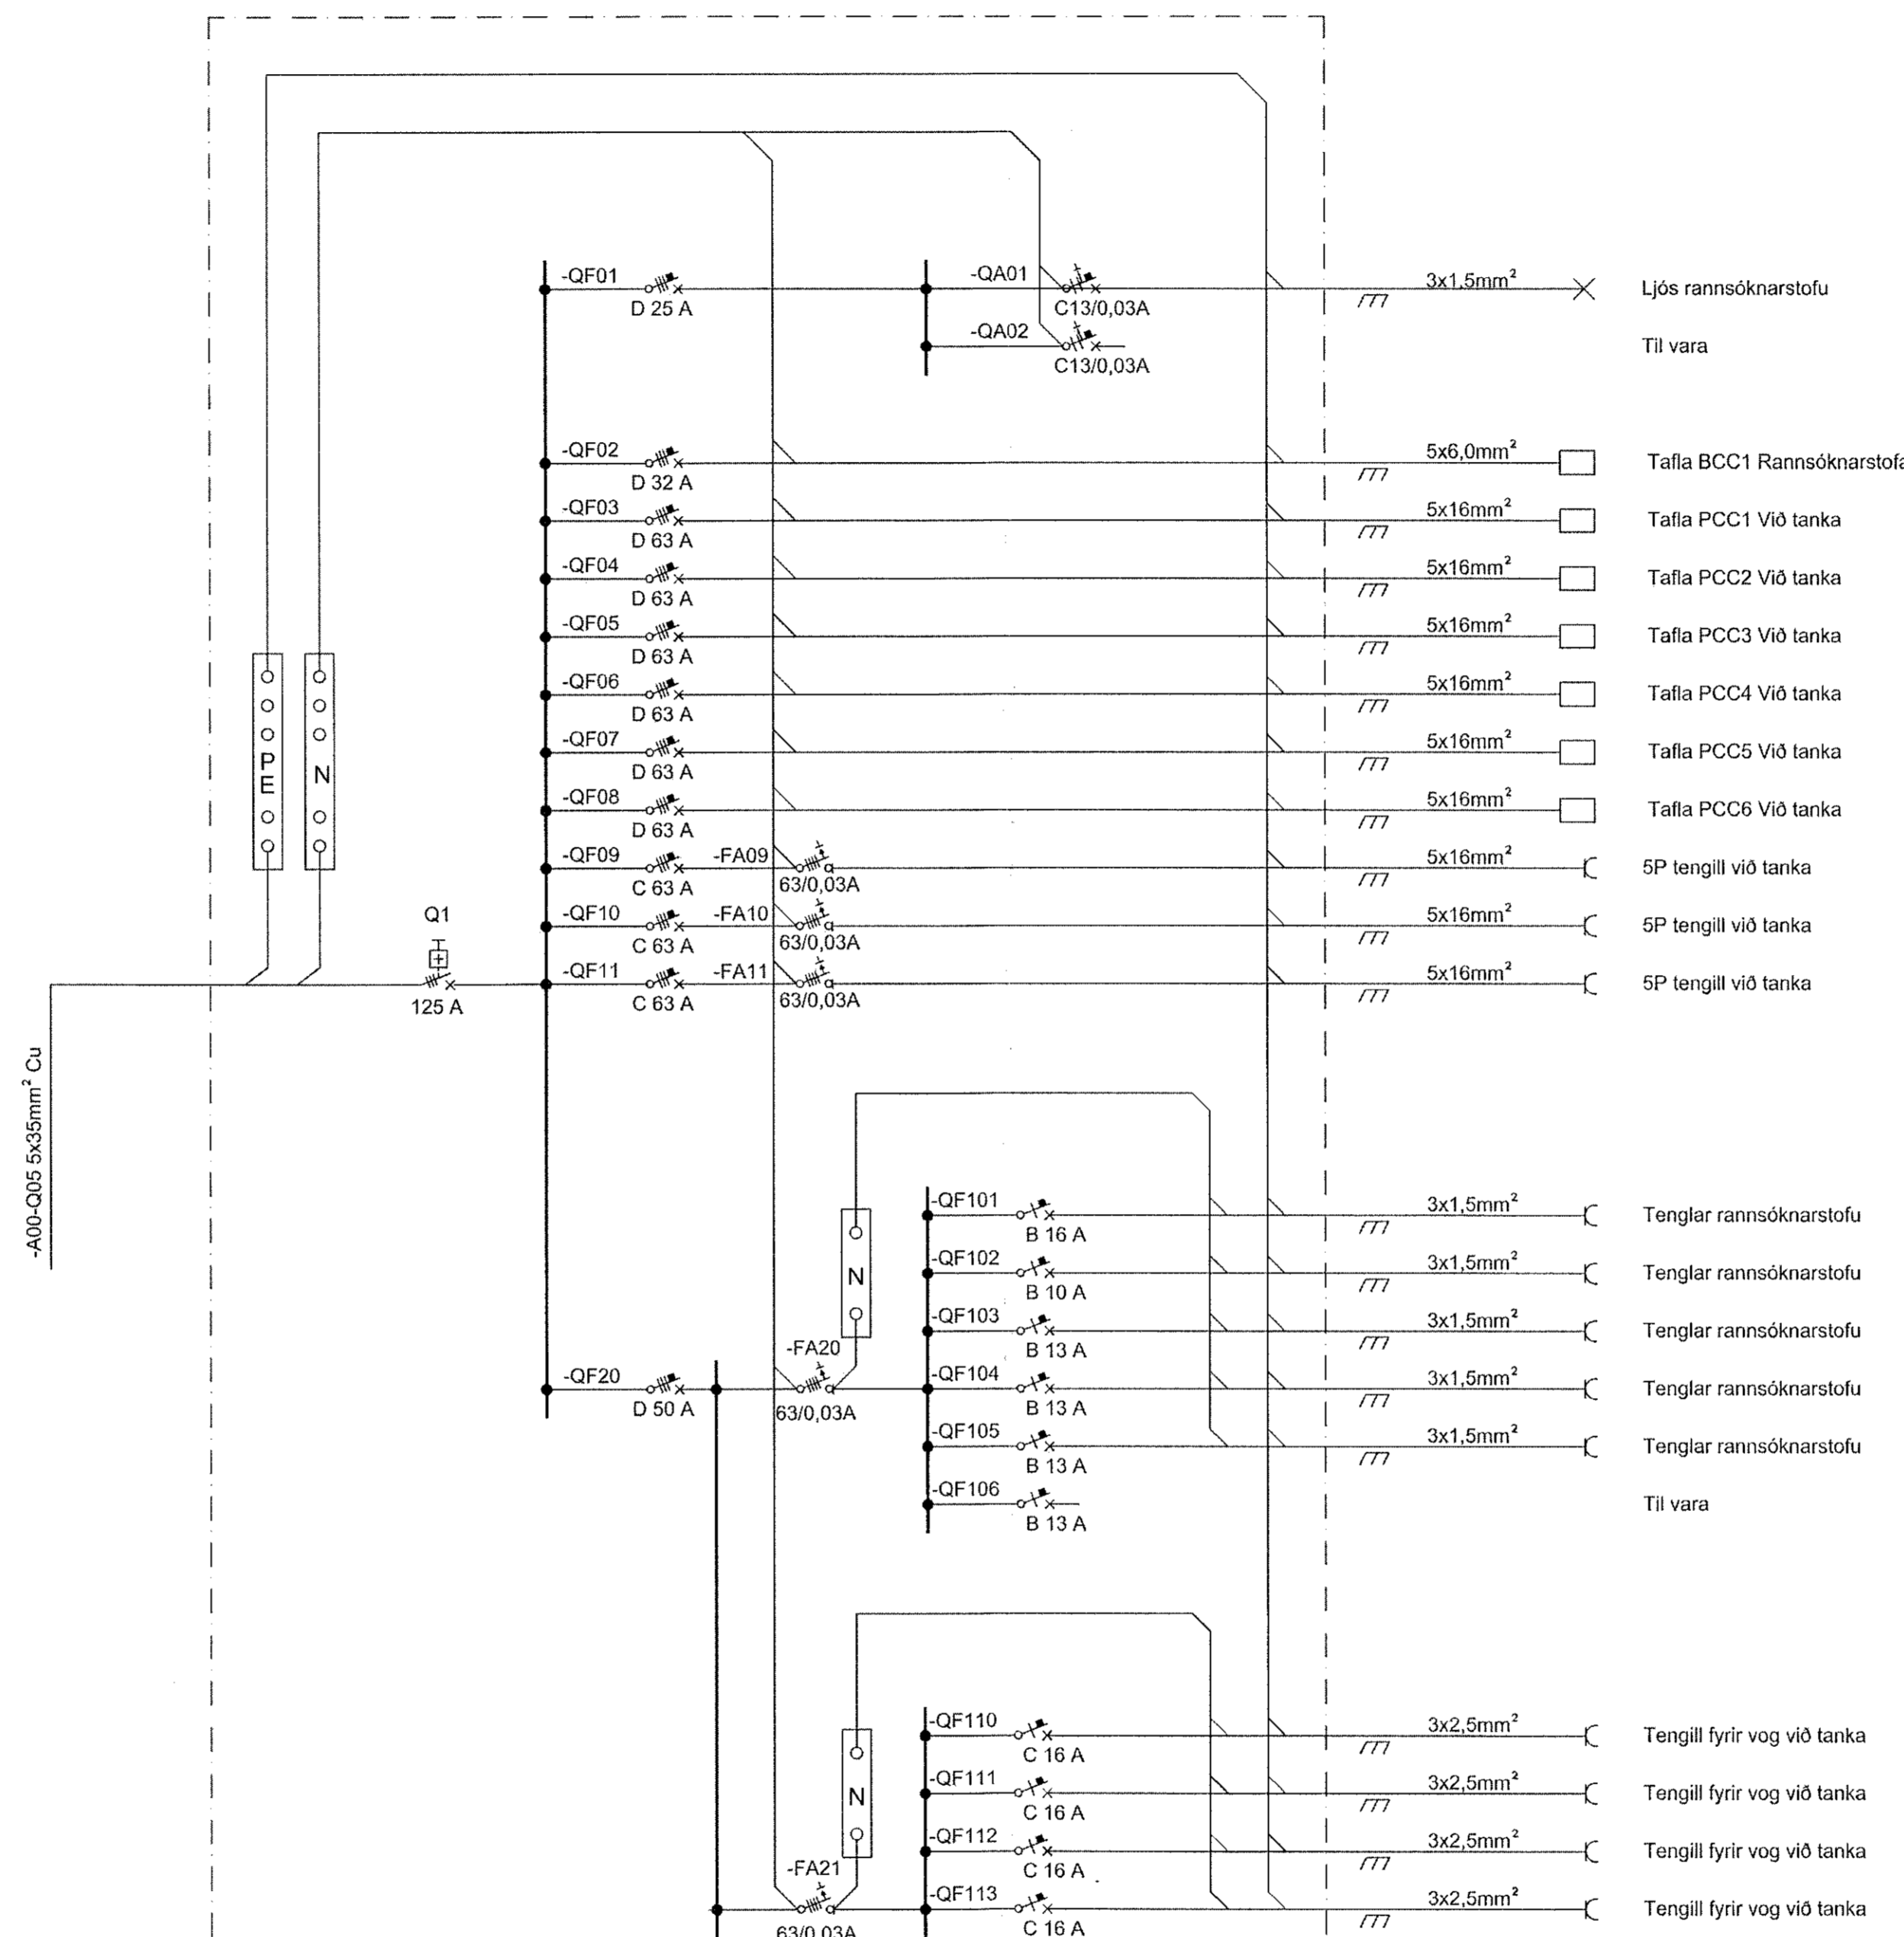 -QF01
D 25 A
-QA01
C13/0,03A
3x1,5mm²
Ljós rannsóknarstofu
-QA02
C13/0,03A
Til vara
-QF02
D 32 A
5x6,0mm²
Tafla BCC1 Rannsóknarstofa
-QF03
D 63 A
5x16mm²
Tafla PCC1 Við tanka
-QF04
D 63 A
5x16mm²
Tafla PCC2 Við tanka
-QF05
D 63 A
5x16mm²
Tafla PCC3 Við tanka
-QF06
D 63 A
5x16mm²
Tafla PCC4 Við tanka
-QF07
D 63 A
5x16mm²
Tafla PCC5 Við tanka
-QF08
D 63 A
5x16mm²
Tafla PCC6 Við tanka
PE
N
-QF09
C 63 A
-FA09
63/0,03A
5x16mm²
5P tengill við tanka
-QF10
C 63 A
-FA10
63/0,03A
5x16mm²
5P tengill við tanka
Q1
125 A
-QF11
C 63 A
-FA11
63/0,03A
5x16mm²
5P tengill við tanka
-A00-Q05 5x35mm² Cu
-QF101
B 16 A
3x1,5mm²
Tenglar rannsóknarstofu
N
-QF102
B 10 A
3x1,5mm²
Tenglar rannsóknarstofu
-QF103
B 13 A
3x1,5mm²
Tenglar rannsóknarstofu
-QF20
D 50 A
-FA20
63/0,03A
-QF104
B 13 A
3x1,5mm²
Tenglar rannsóknarstofu
-QF105
B 13 A
3x1,5mm²
Tenglar rannsóknarstofu
-QF106
B 13 A
Til vara
-QF110
C 16 A
3x2,5mm²
Tengill fyrir vog við tanka
N
-QF111
C 16 A
3x2,5mm²
Tengill fyrir vog við tanka
-QF112
C 16 A
3x2,5mm²
Tengill fyrir vog við tanka
-FA21
63/0,03A
-QF113
C 16 A
3x2,5mm²
Tengill fyrir vog við tanka